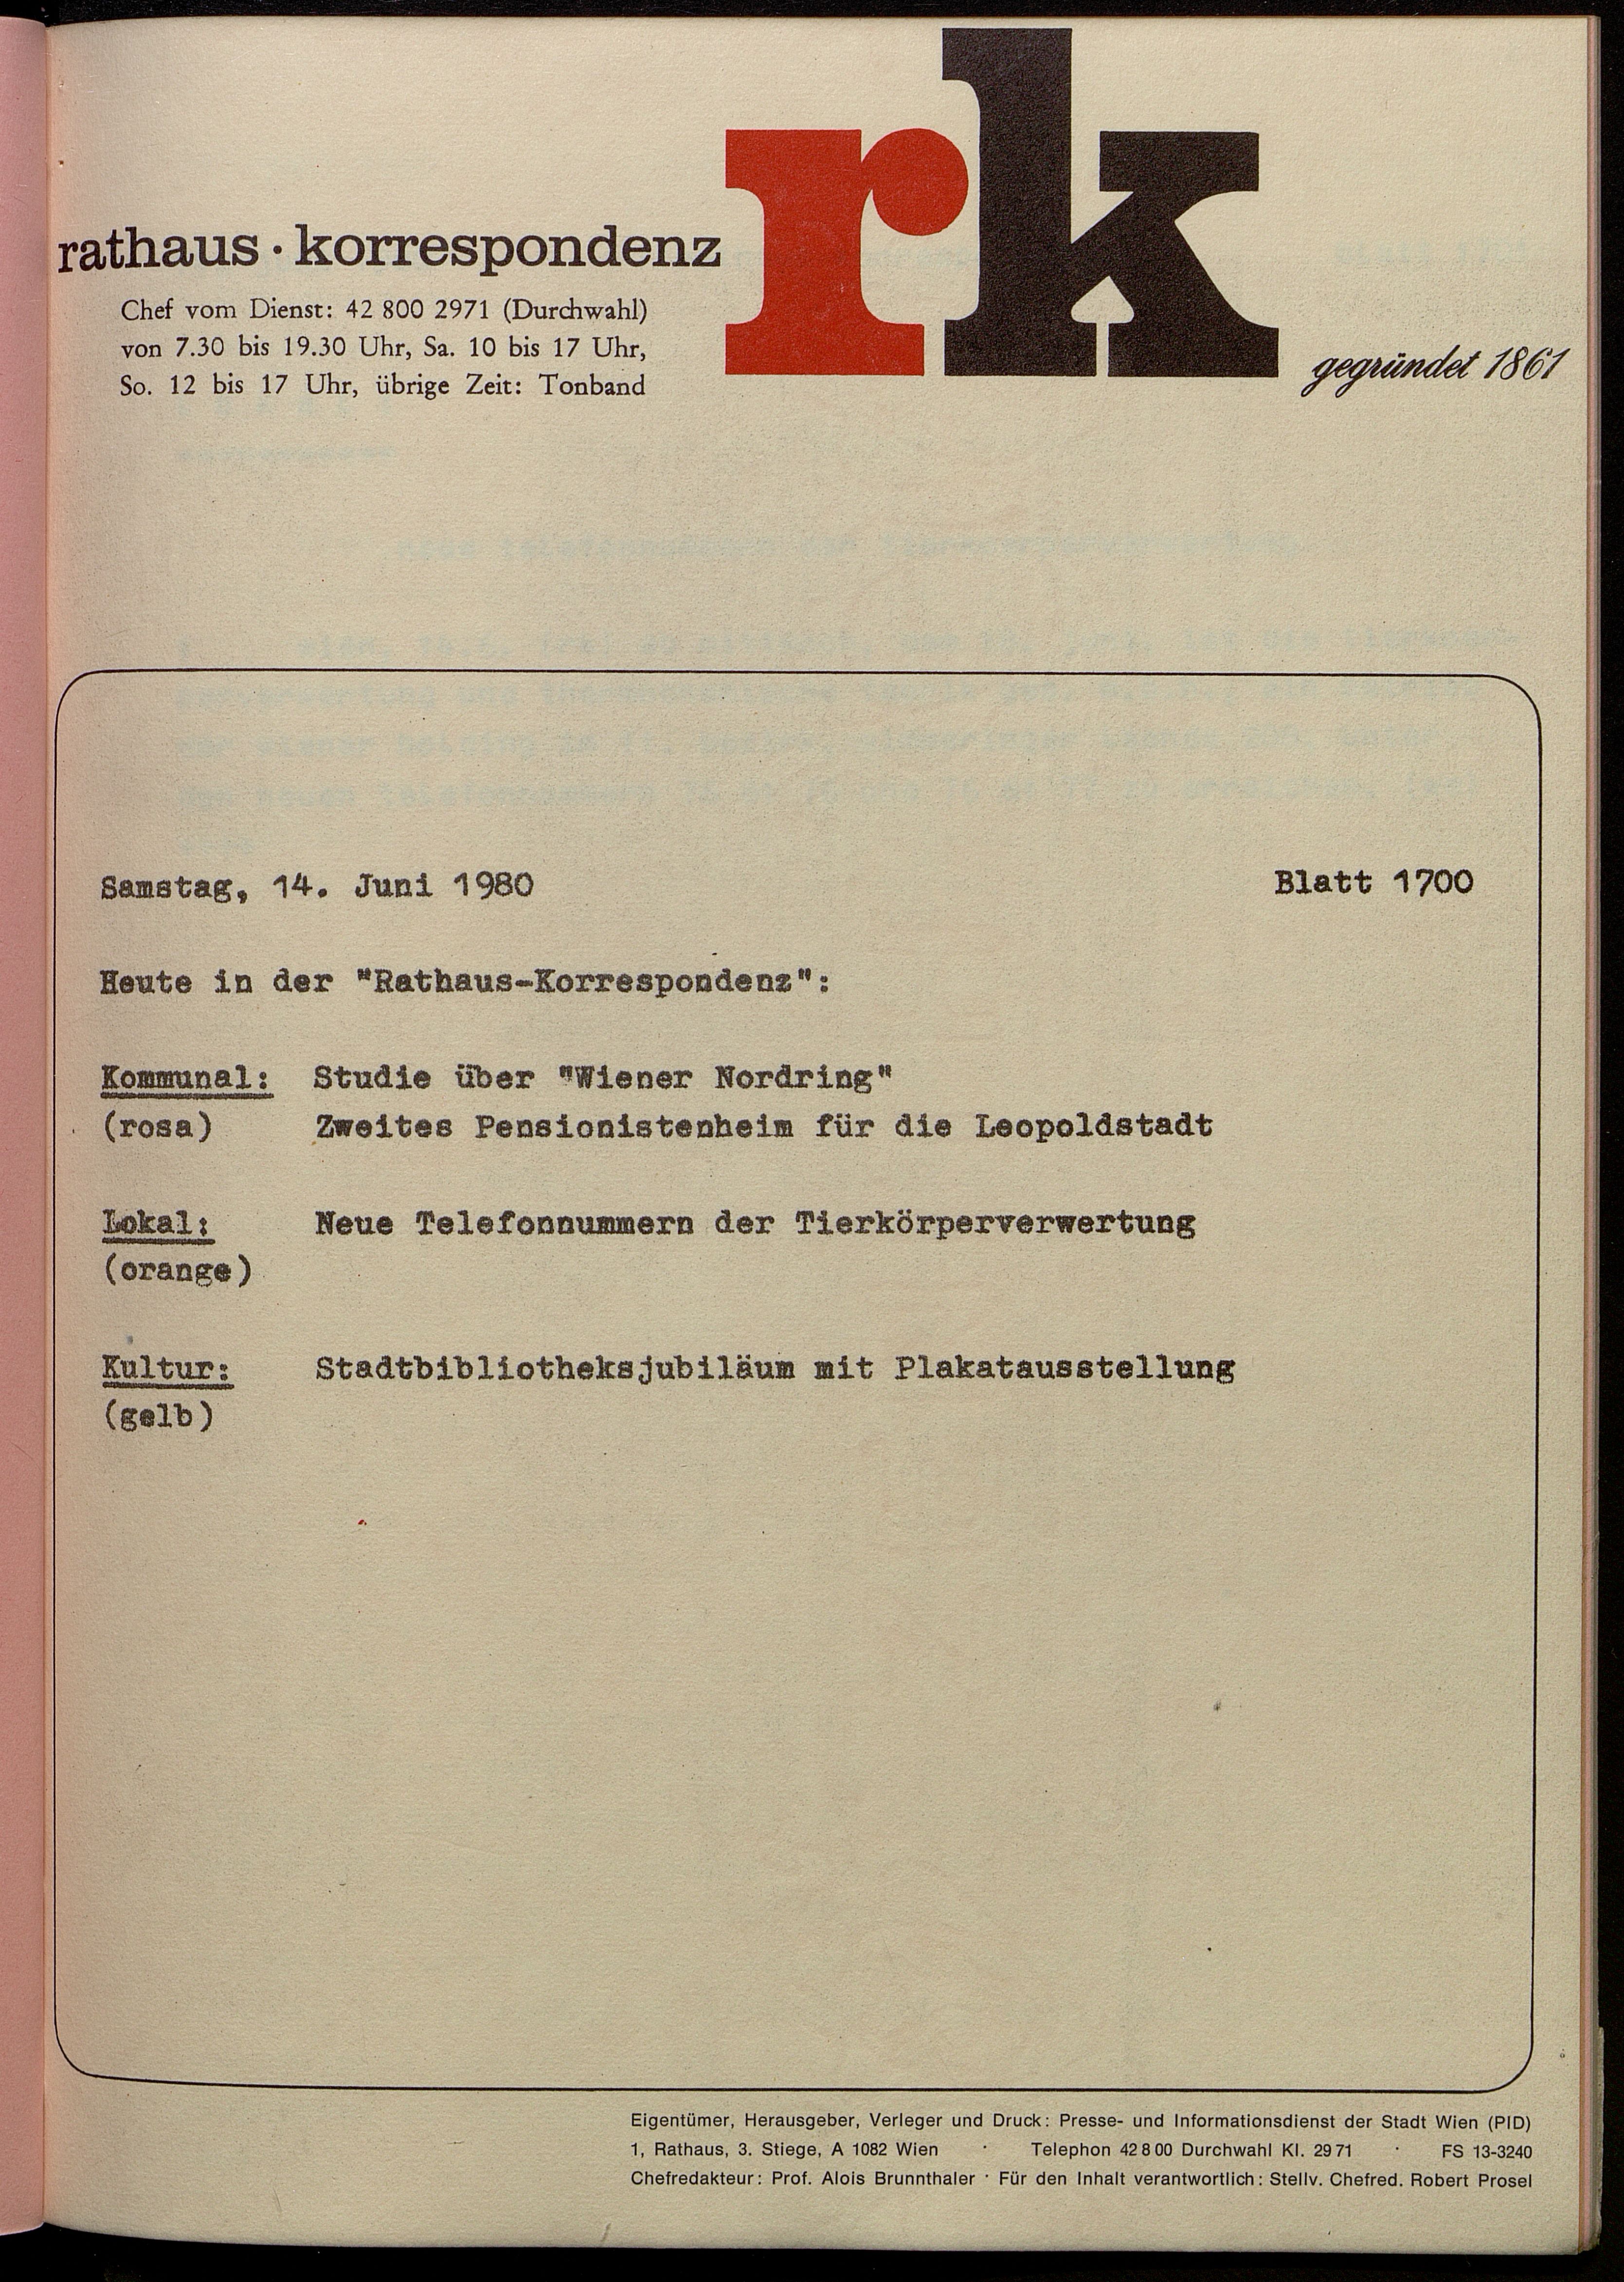 rk
rathaus · korrespondenz
Chef vom Dienst: 42 800 2971 (Durchwahl)
von 7.30 bis 19.30 Uhr, Sa. 10 bis 17 Uhr,
So. 12 bis 17 Uhr, übrige Zeit: Tonband
gegründet 1861
Samstag, 14. Juni 1980 Blatt 1700
Heute in der "Rathaus-Korrespondenz":
Kommunal: Studie über "Wiener Nordring"
(rosa) Zweites Pensionistenheim für die Leopoldstadt
Lokal: Neue Telefonnummern der Tierkörperverwertung
(orange)
Kultur: Stadtbibliotheksjubiläum mit Plakatausstellung
(gelb)
Eigentümer, Herausgeber, Verleger und Druck: Presse- und Informationsdienst der Stadt Wien (PID)
1, Rathaus, 3. Stiege, A 1082 Wien · Telephon 42 8 00 Durchwahl Kl. 29 71 · FS 13-3240
Chefredakteur: Prof. Alois Brunnthaler · Für den Inhalt verantwortlich: Stellv. Chefred. Robert Prosel